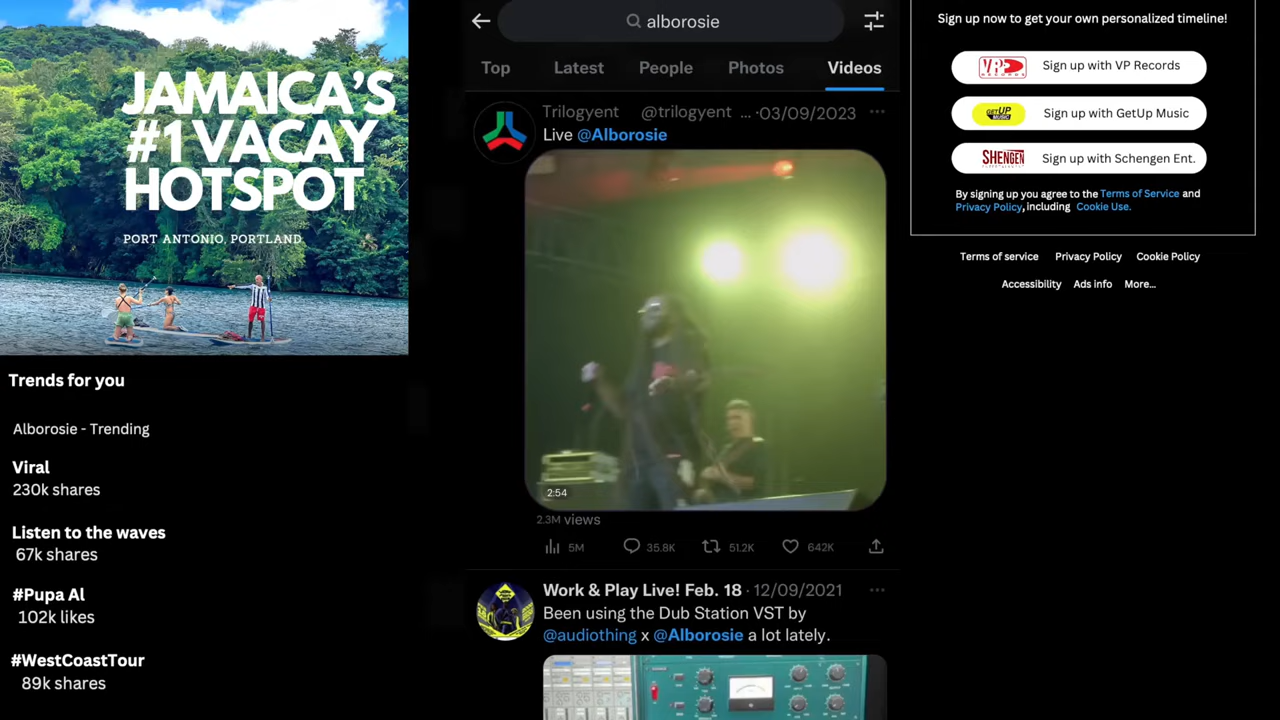 JAMAICA'S
#1 VACAY
HOTSPOT
PORT ANTONIO, PORTLAND
Trends for you
Alborosie - Trending
Viral
230k shares
Listen to the waves
67k shares
#Pupa Al
102k likes
#WestCoastTour
89k shares
alborosie
Top Latest People Photos Videos
Trilogyent @trilogyent ... ·03/09/2023 ...
Live @Alborosie
2:54
2.3M views
5M 35.8K 51.2K 642K
Work & Play Live! Feb. 18 · 12/09/2021 ...
Been using the Dub Station VST by
@audiothing x @Alborosie a lot lately.
Sign up now to get your own personalized timeline!
VP RECORDS Sign up with VP Records
GETUP MUSIC Sign up with GetUp Music
SHENGEN Sign up with Schengen Ent.
By signing up you agree to the Terms of Service and
Privacy Policy, including Cookie Use.
Terms of service Privacy Policy Cookie Policy
Accessibility Ads info More...